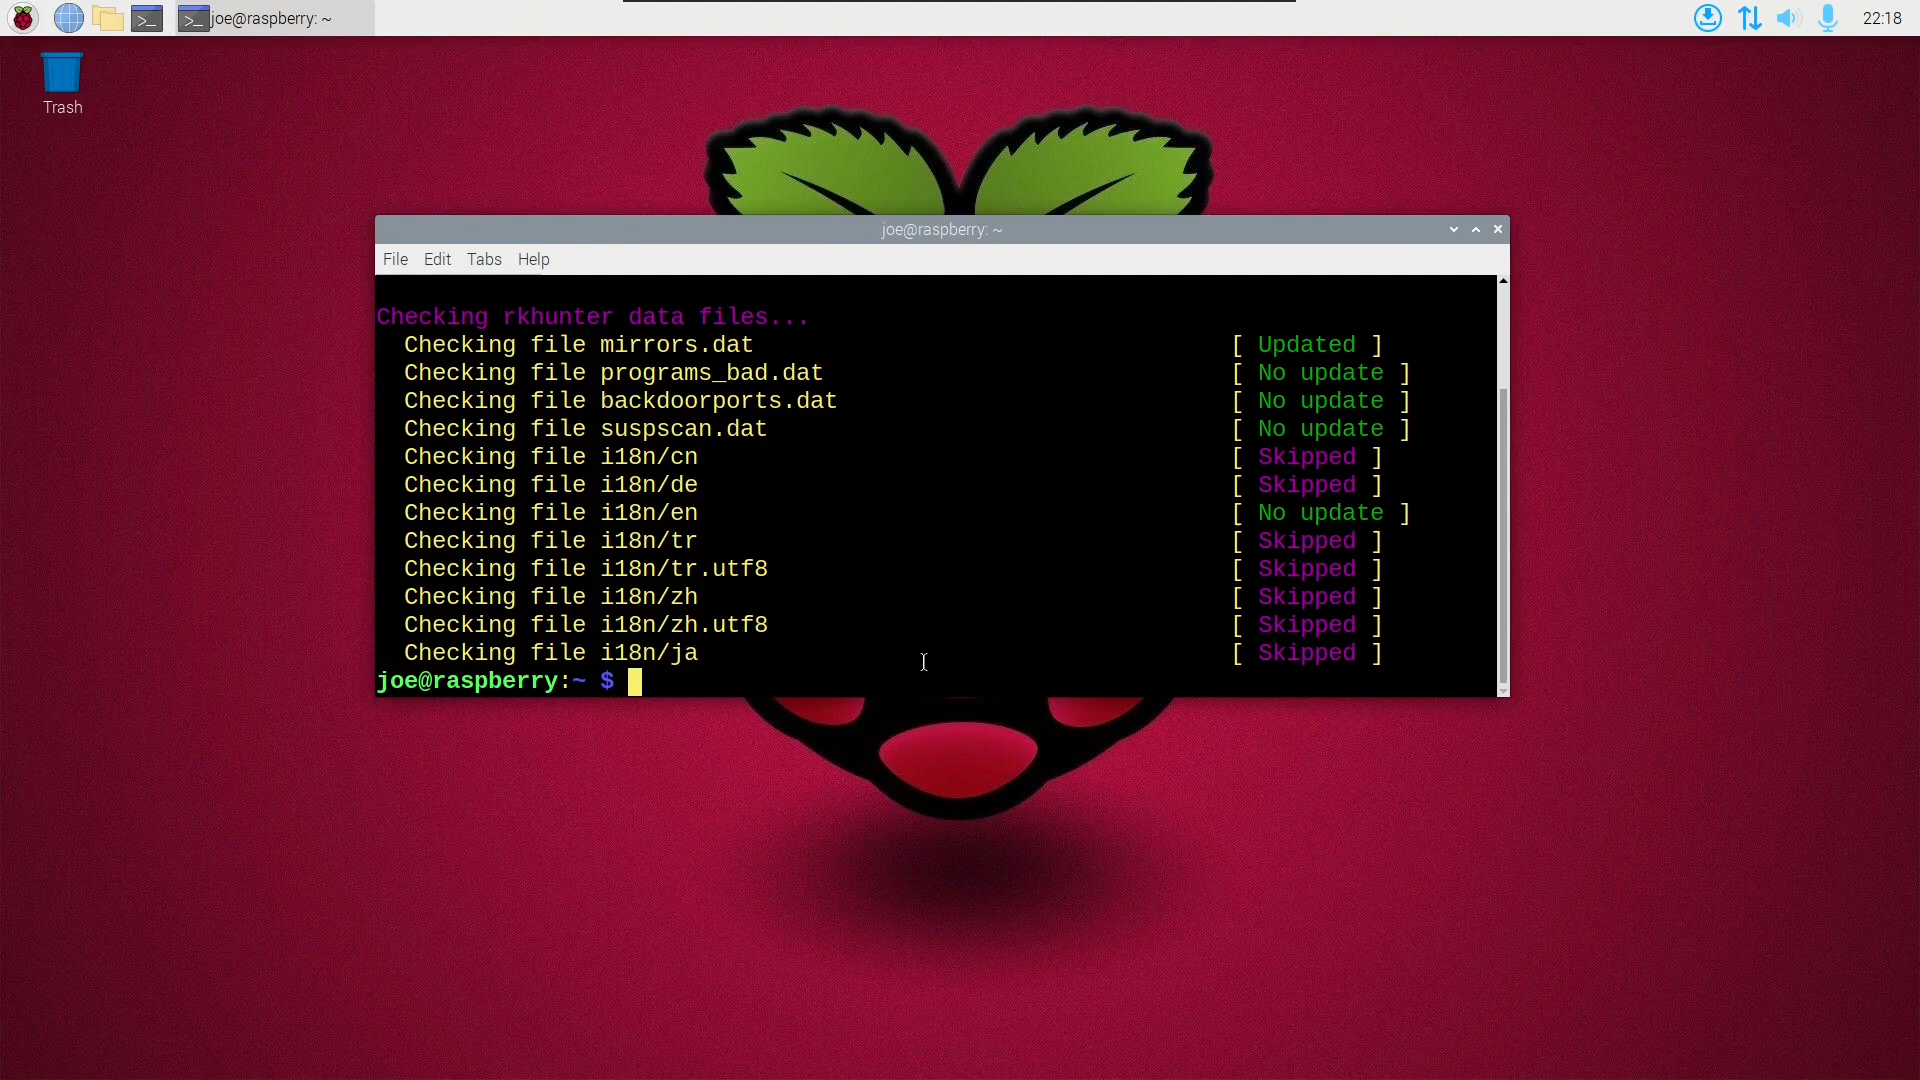 joe@raspberry: ~
22:18
Trash
joe@raspberry: ~
File Edit Tabs Help
Checking rkhunter data files...
Checking file mirrors.dat [ Updated ]
Checking file programs_bad.dat [ No update ]
Checking file backdoorports.dat [ No update ]
Checking file suspscan.dat [ No update ]
Checking file i18n/cn [ Skipped ]
Checking file i18n/de [ Skipped ]
Checking file i18n/en [ No update ]
Checking file i18n/tr [ Skipped ]
Checking file i18n/tr.utf8 [ Skipped ]
Checking file i18n/zh [ Skipped ]
Checking file i18n/zh.utf8 [ Skipped ]
Checking file i18n/ja [ Skipped ]
joe@raspberry:~ $